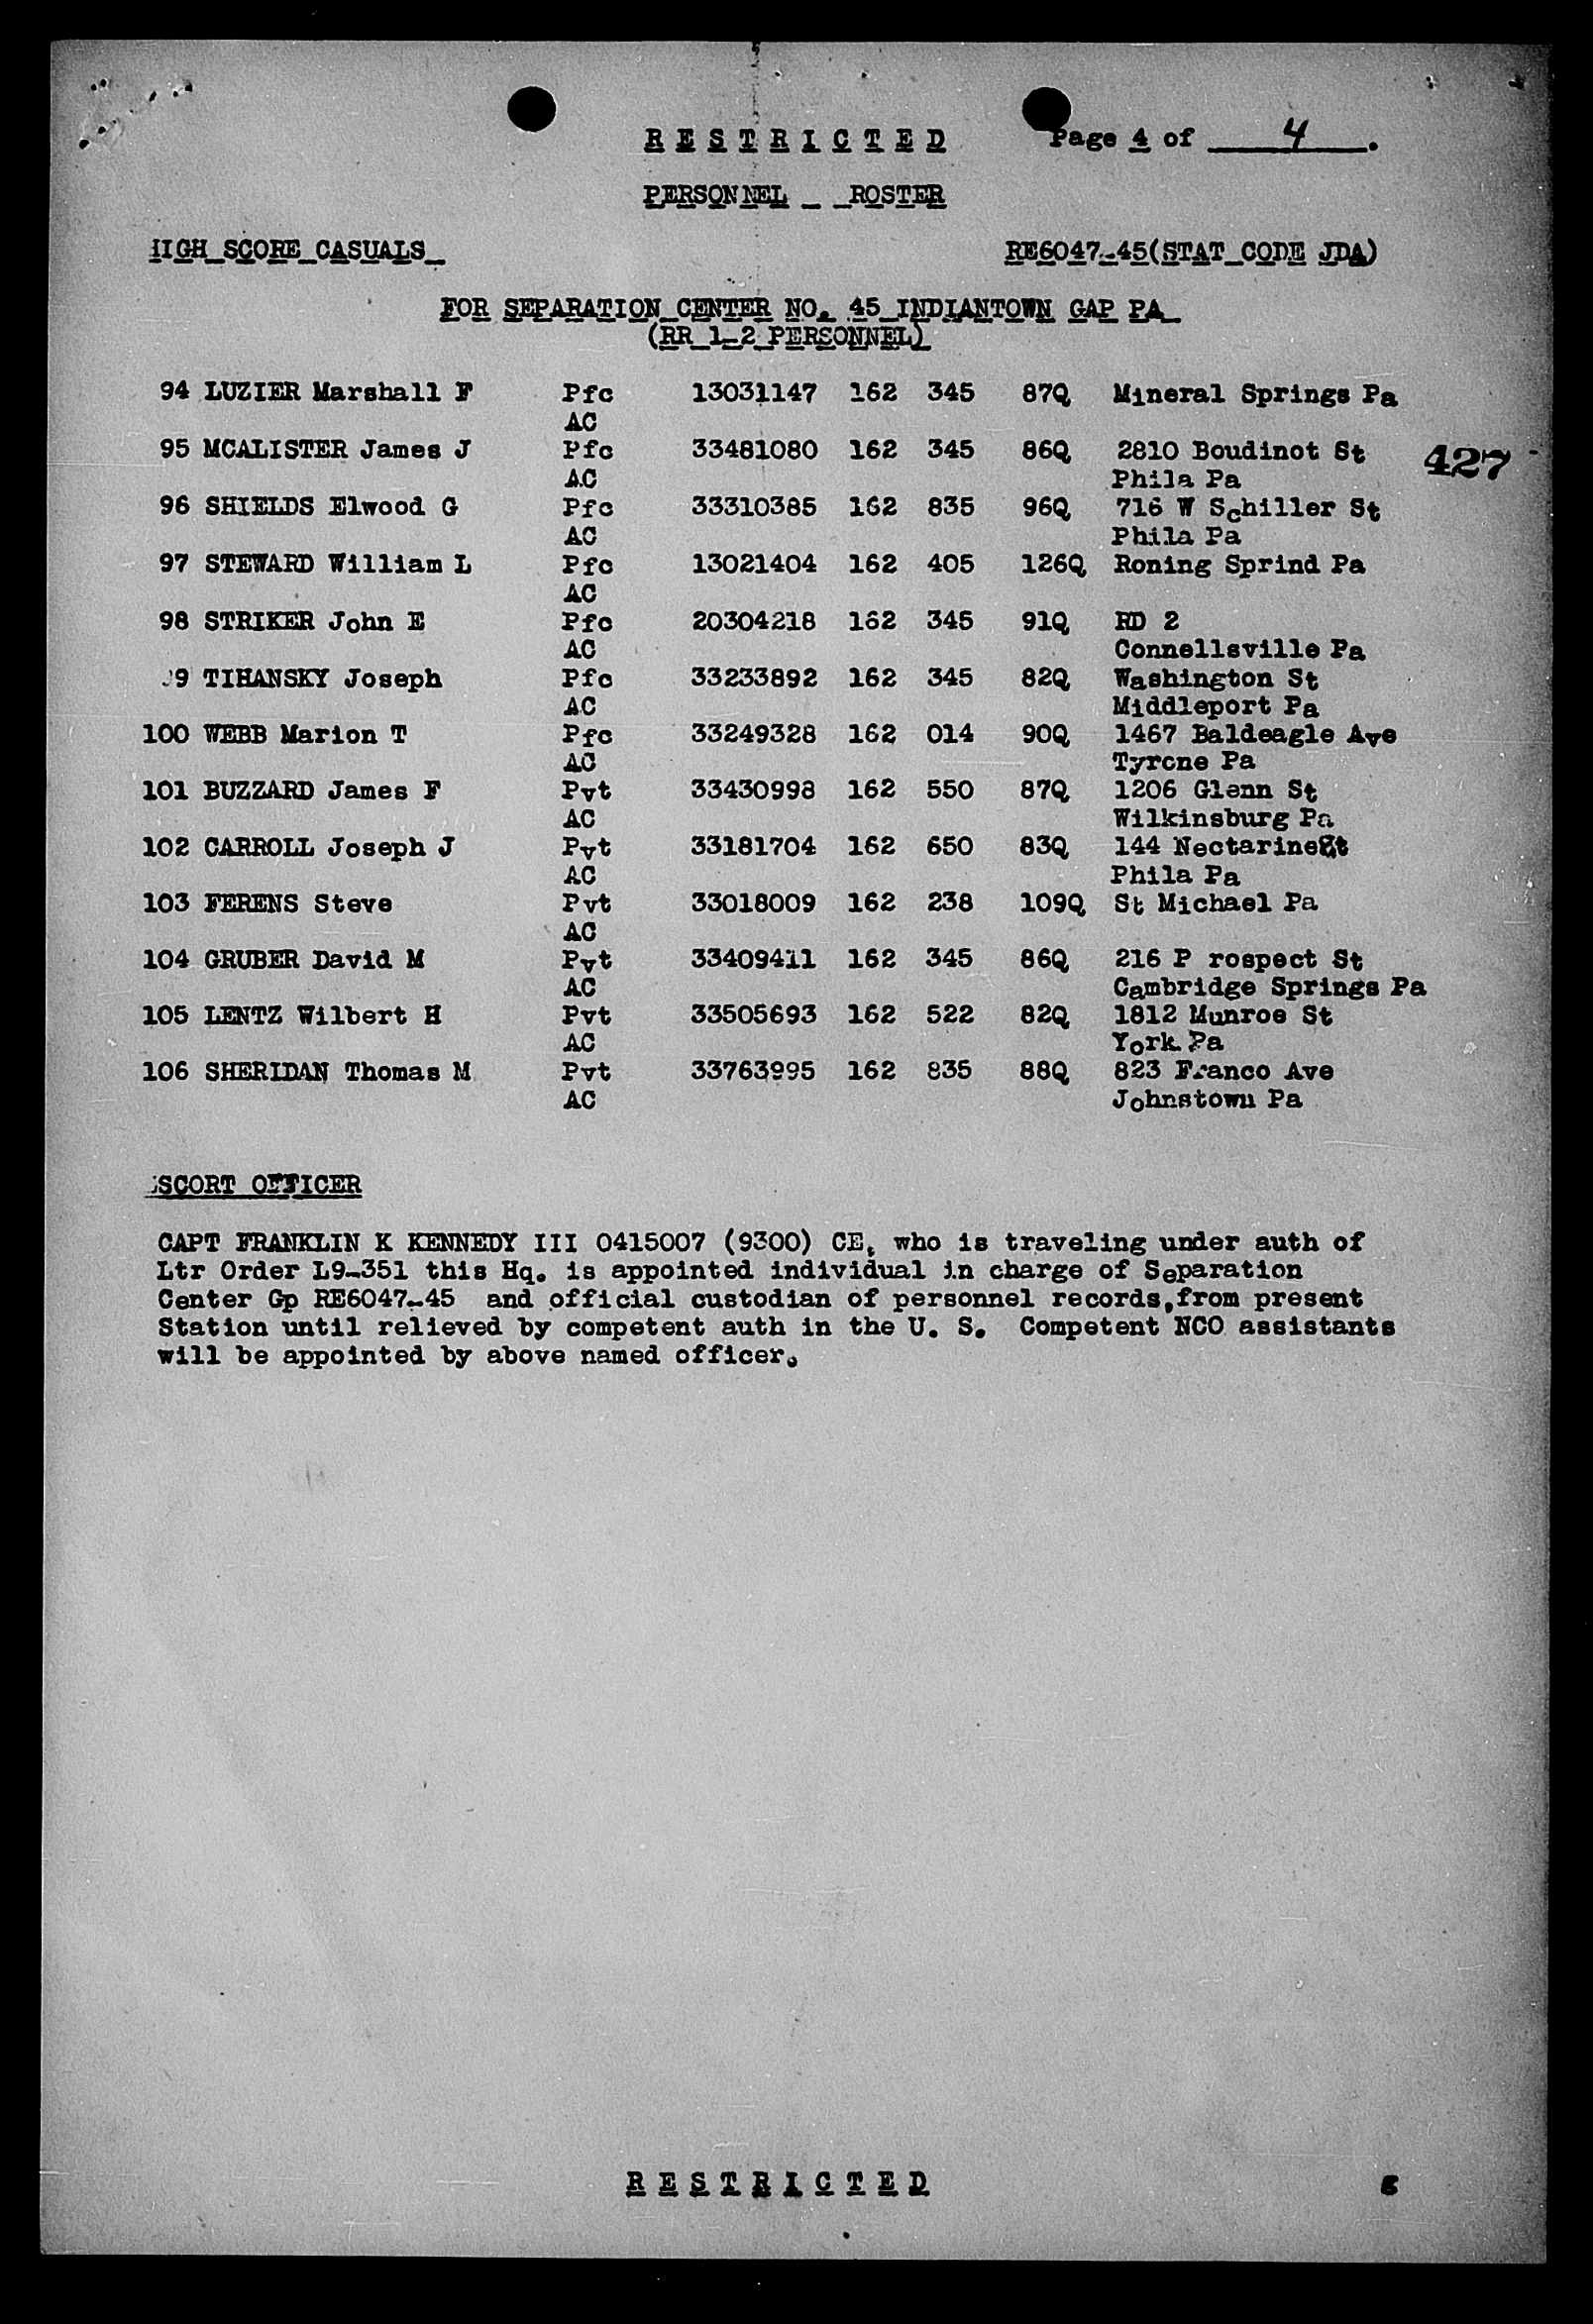 RESTRICTED Page 4 of 4.
PERSONNEL _ _ROSTER
HIGH SCORE CASUALS_ RE6047-45(STAT CODE JDA)
FOR SEPARATION CENTER NO. 45 INDIANTOWN GAP PA_
(RR 1-2 PERSONNEL)
94 LUZIER Marshall F Pfc 13031147 162 345 87Q Mineral Springs Pa
AC
95 MCALISTER James J Pfc 33481080 162 345 86Q 2810 Boudinot St 427
AC Phila Pa
96 SHIELDS Elwood G Pfc 33310385 162 835 96Q 716 W Schiller St
AC Phila Pa
97 STEWARD William L Pfc 13021404 162 405 126Q Roning Sprind Pa
AC
98 STRIKER John E Pfc 20304218 162 345 91Q RD 2
AC Connellsville Pa
99 TIHANSKY Joseph Pfc 33233892 162 345 82Q Washington St
AC Middleport Pa
100 WEBB Marion T Pfc 33249328 162 014 90Q 1467 Baldeagle Ave
AC Tyrone Pa
101 BUZZARD James F Pvt 33430998 162 550 87Q 1206 Glenn St
AC Wilkinsburg Pa
102 CARROLL Joseph J Pvt 33181704 162 650 83Q 144 NectarineSt
AC Phila Pa
103 FERENS Steve Pvt 33018009 162 238 109Q St Michael Pa
AC
104 GRUBER David M Pvt 33409411 162 345 86Q 216 P rospect St
AC Cambridge Springs Pa
105 LENTZ Wilbert H Pvt 33505693 162 522 82Q 1812 Munroe St
AC York Pa
106 SHERIDAN Thomas M Pvt 33763995 162 835 88Q 823 Franco Ave
AC Johnstown Pa
ESCORT OFFICER
CAPT FRANKLIN K KENNEDY III 0415007 (9300) CE, who is traveling under auth of
Ltr Order L9-351 this Hq. is appointed individual in charge of Separation
Center Gp RE6047-45 and official custodian of personnel records,from present
Station until relieved by competent auth in the U. S. Competent NCO assistants
will be appointed by above named officer.
RESTRICTED